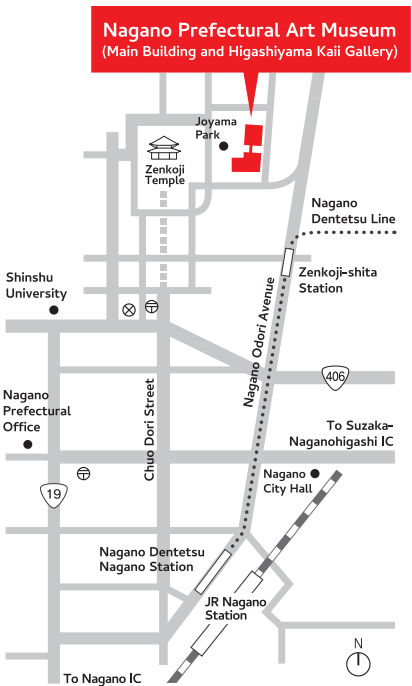 Nagano Prefectural Art Museum
(Main Building and Higashiyama Kaii Gallery)
Joyama
Park
Zenkoji
Temple
Nagano
Dentetsu Line
Shinshu
University
Zenkoji-shita
Station
Nagano Odori Avenue
406
Nagano
Prefectural
Office
Chuo Dori Street
To Suzaka-
Naganohigashi IC
Nagano
City Hall
19
Nagano Dentetsu
Nagano Station
JR Nagano
Station
N
To Nagano IC